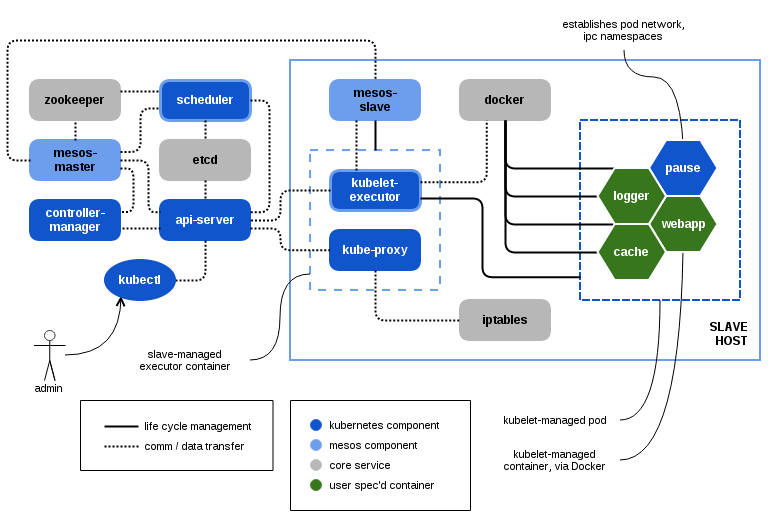 establishes pod network,
ipc namespaces
zookeeper
scheduler
mesos-
slave
docker
mesos-
master
etcd
kubelet-
executor
pause
logger
controller-
manager
api-server
webapp
kube-proxy
cache
kubectl
iptables
SLAVE
HOST
slave-managed
executor container
admin
life cycle management
comm / data transfer
kubernetes component
mesos component
core service
user spec'd container
kubelet-managed pod
kubelet-managed
container, via Docker